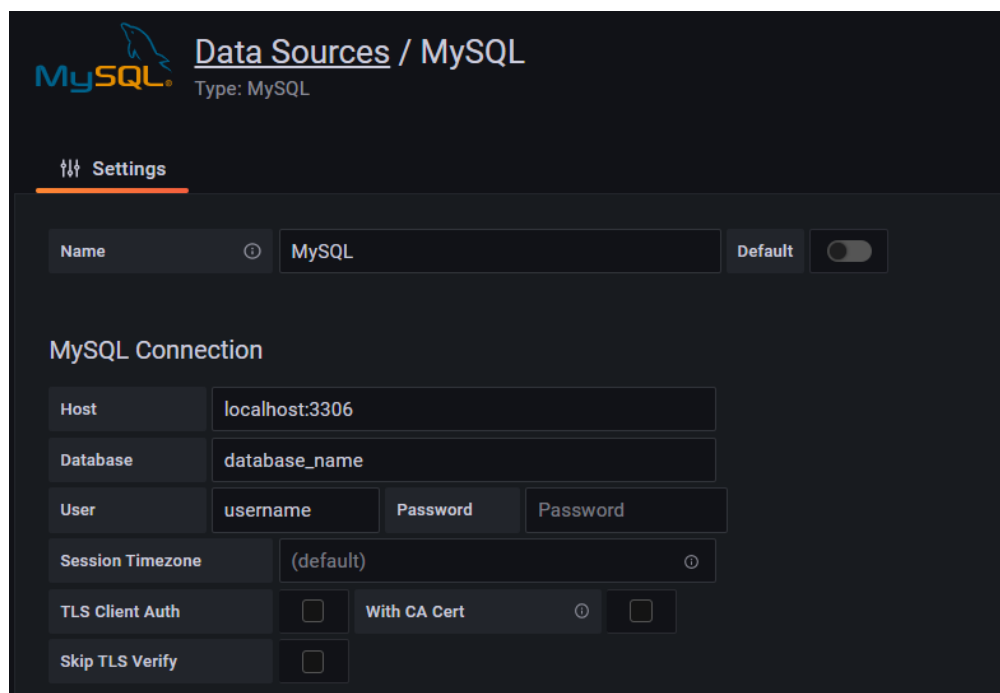 MySQL®
Data Sources / MySQL
Type: MySQL
Settings
Name MySQL Default
MySQL Connection
Host localhost:3306
Database database_name
User username Password Password
Session Timezone (default)
TLS Client Auth With CA Cert
Skip TLS Verify